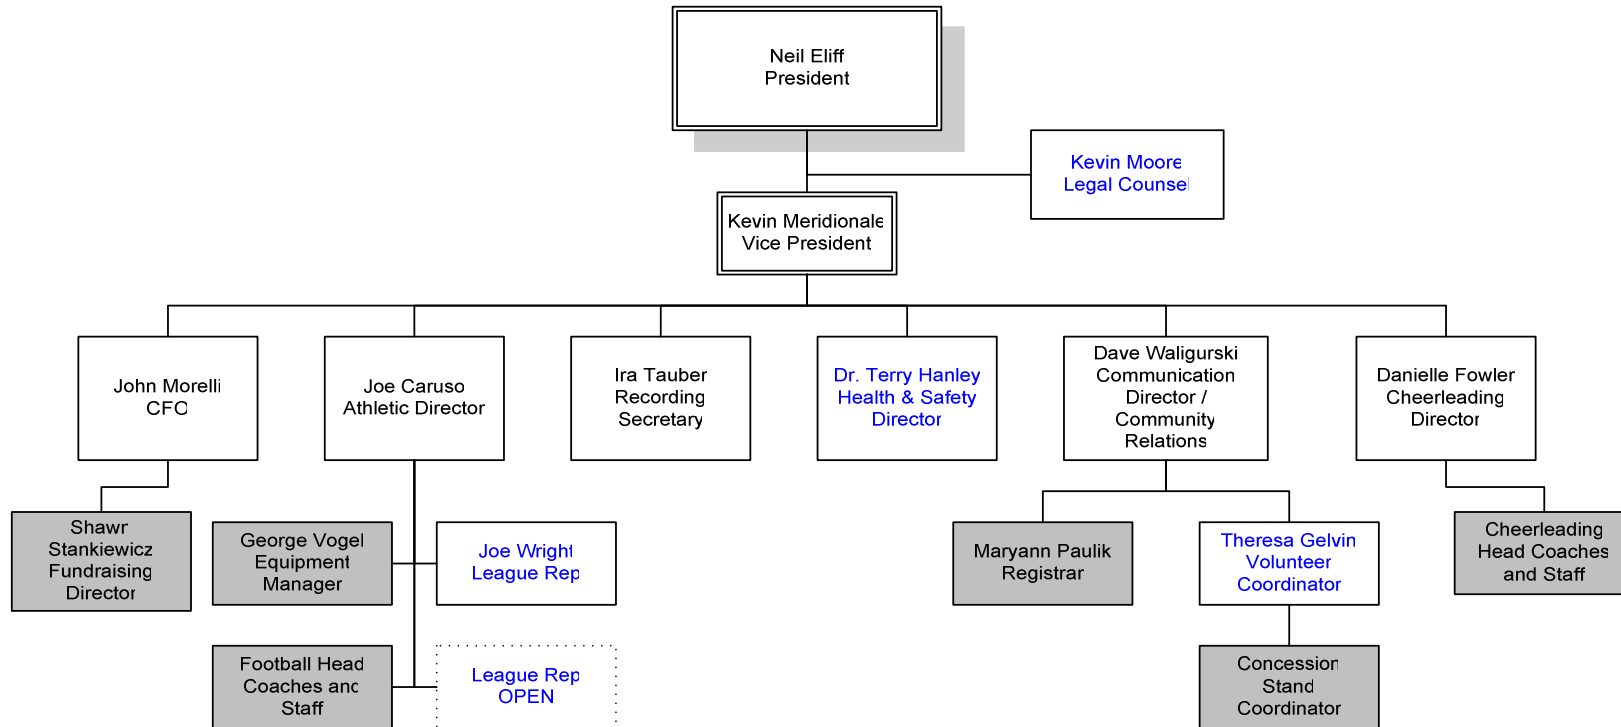 Neil Eliff
President
Kevin Moore
Legal Counsel
Kevin Meridionale
Vice President
John Morelli
CFO
Joe Caruso
Athletic Director
Ira Tauber
Recording
Secretary
Dr. Terry Hanley
Health & Safety
Director
Dave Waligurski
Communication
Director /
Community
Relations
Danielle Fowler
Cheerleading
Director
Shawn
Stankiewicz
Fundraising
Director
George Vogel
Equipment
Manager
Joe Wright
League Rep
Maryann Paulik
Registrar
Theresa Gelvin
Volunteer
Coordinator
Cheerleading
Head Coaches
and Staff
Football Head
Coaches and
Staff
League Rep
OPEN
Concession
Stand
Coordinator